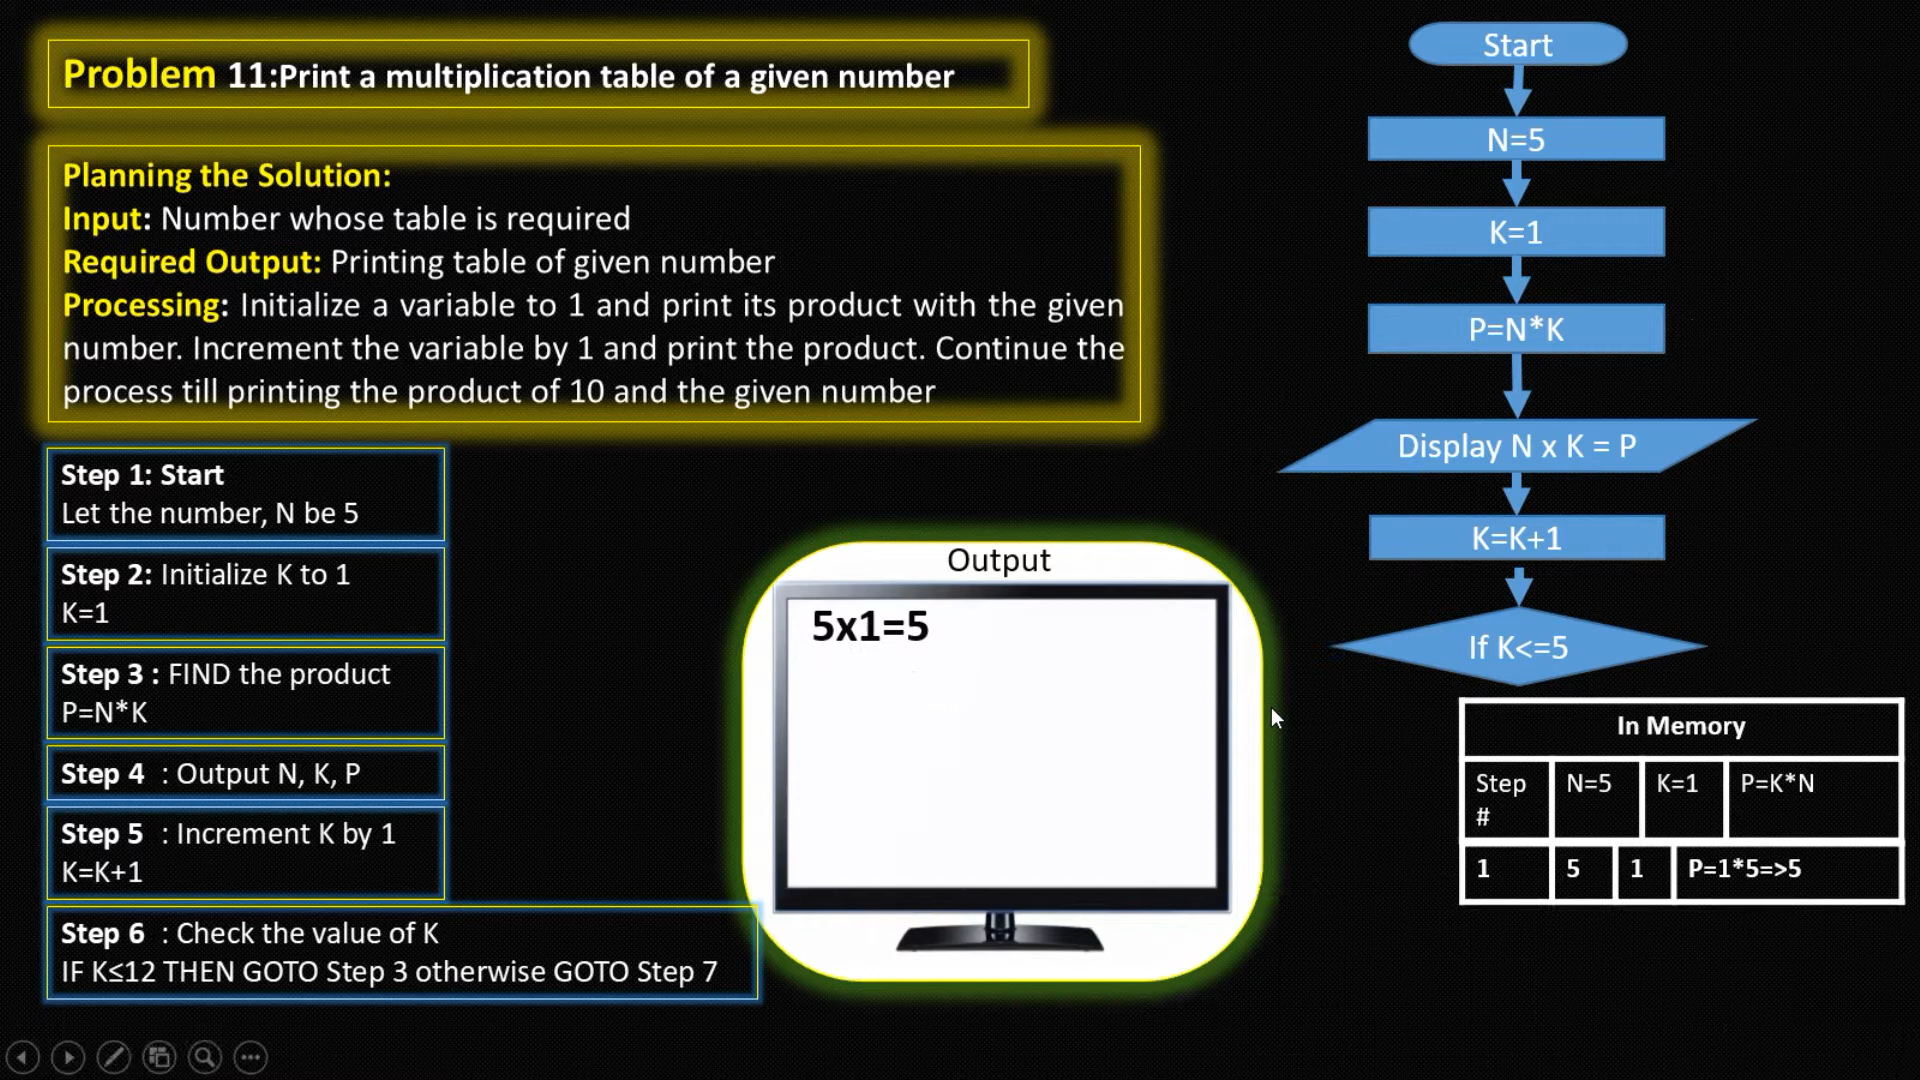 Problem 11:Print a multiplication table of a given number
Planning the Solution:
Input: Number whose table is required
Required Output: Printing table of given number
Processing: Initialize a variable to 1 and print its product with the given
number. Increment the variable by 1 and print the product. Continue the
process till printing the product of 10 and the given number
Step 1: Start
Let the number, N be 5
Step 2: Initialize K to 1
K=1
Step 3 : FIND the product
P=N*K
Step 4 : Output N, K, P
Step 5 : Increment K by 1
K=K+1
Step 6 : Check the value of K
IF K≤12 THEN GOTO Step 3 otherwise GOTO Step 7
Output
5x1=5
Start
N=5
K=1
P=N*K
Display N x K = P
K=K+1
If K<=5
In Memory
Step # N=5 K=1 P=K*N
1 5 1 P=1*5=>5